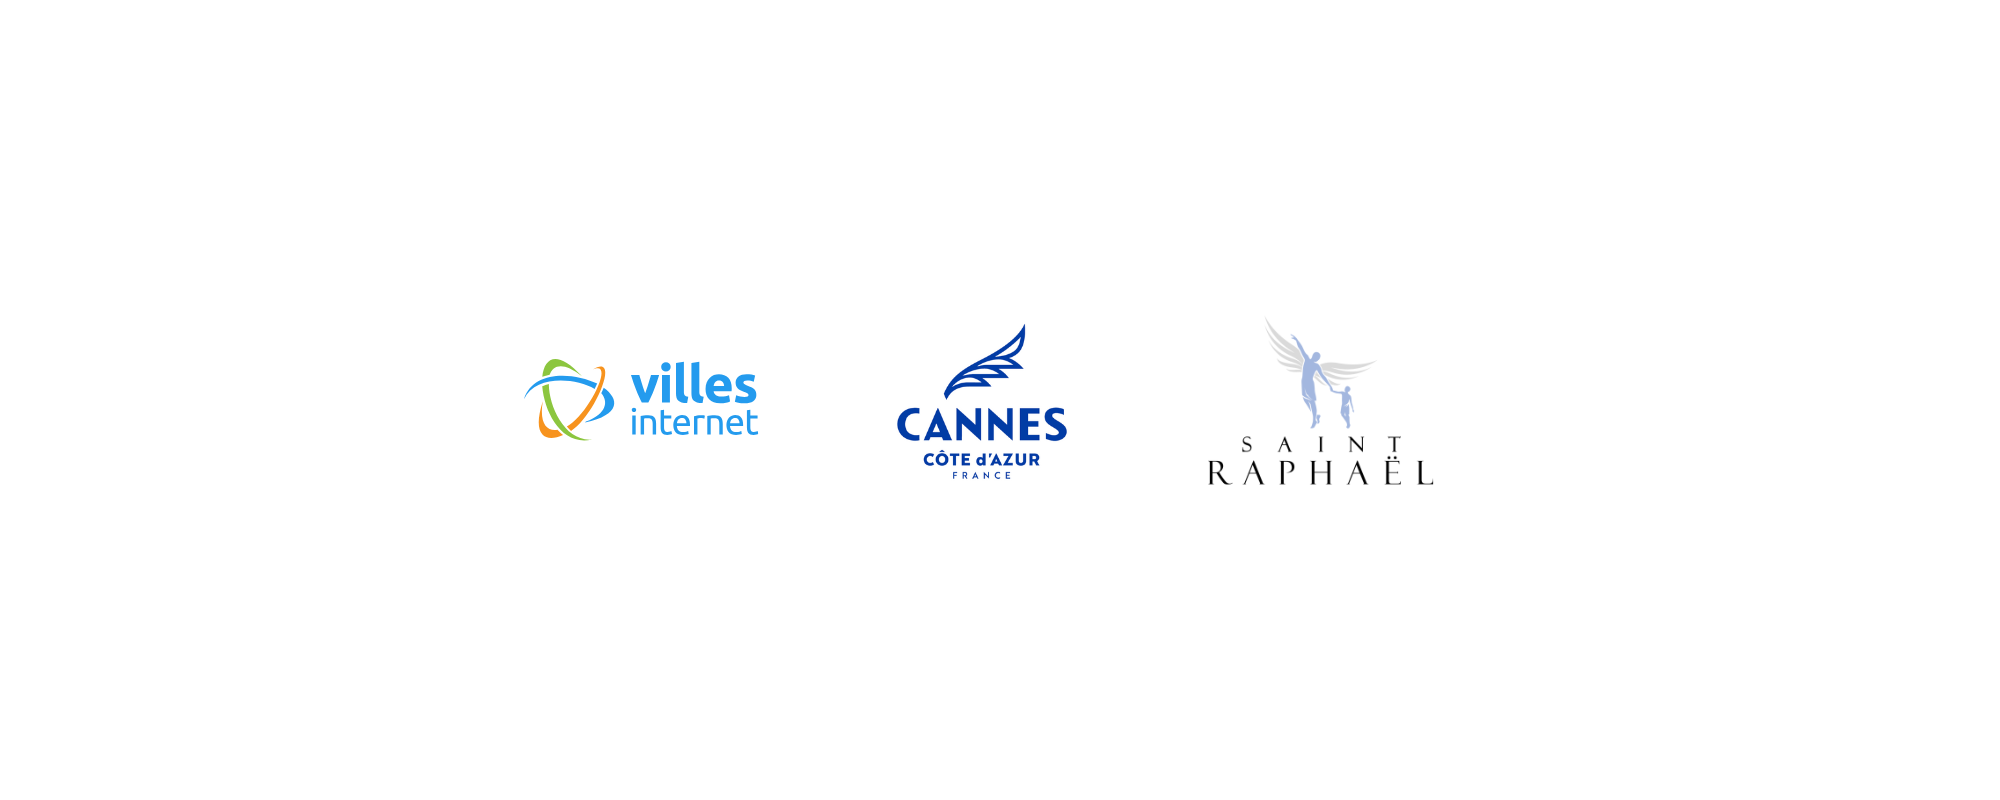 villes
internet
CANNES
CÔTE d'AZUR
FRANCE
SAINT
RAPHAËL